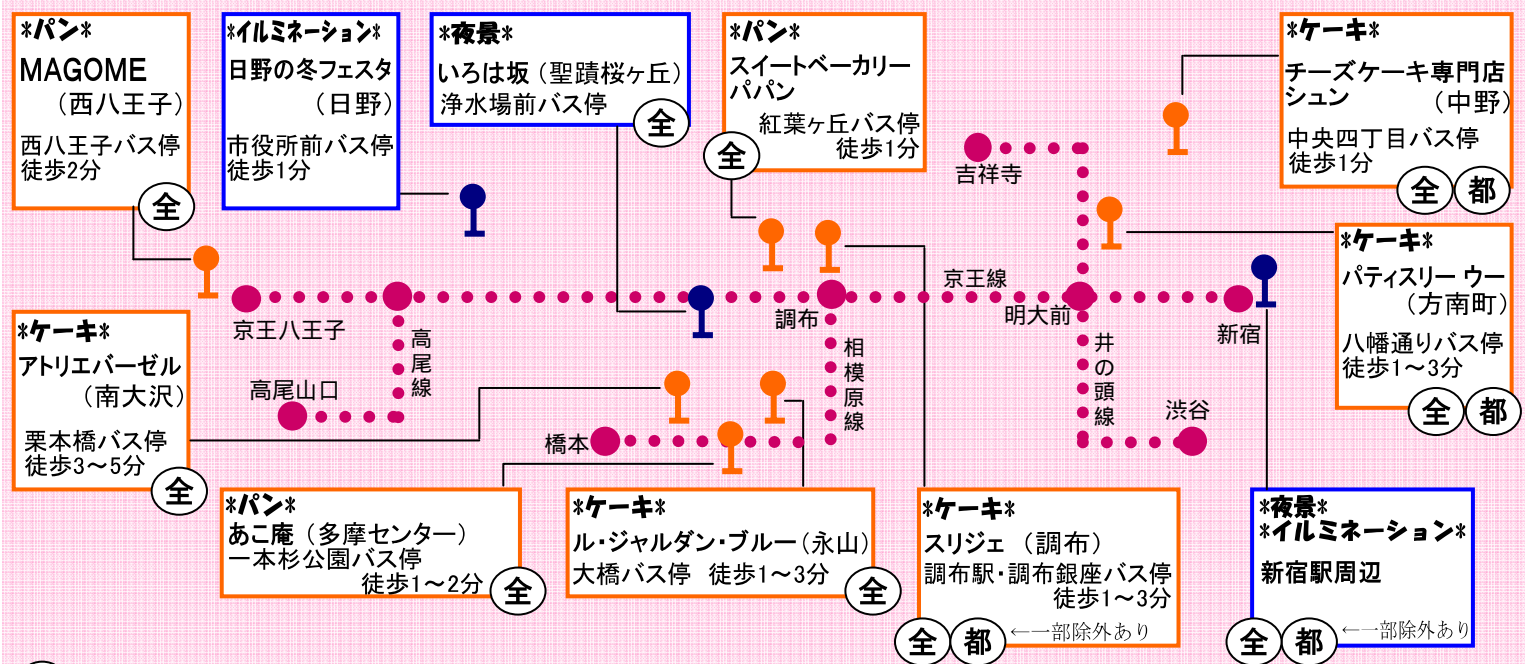 *パン*
MAGOME
（西八王子）
西八王子バス停
徒歩2分
全
*イルミネーション*
日野の冬フェスタ
（日野）
市役所前バス停
徒歩1分
*夜景*
いろは坂（聖蹟桜ヶ丘）
浄水場前バス停
全
*パン*
スイートベーカリー
パパン
紅葉ヶ丘バス停
徒歩1分
全
*ケーキ*
チーズケーキ専門店
シュン （中野）
中央四丁目バス停
徒歩1分
全 都
吉祥寺
*ケーキ*
パティスリー ウー
（方南町）
八幡通りバス停
徒歩1～3分
全 都
京王線
京王八王子
高尾線
高尾山口
調布
相模原線
橋本
明大前
井の頭線
新宿
渋谷
*ケーキ*
アトリエバーゼル
（南大沢）
栗本橋バス停
徒歩3～5分
全
*パン*
あこ庵（多摩センター）
一本杉公園バス停
徒歩1～2分
全
*ケーキ*
ル・ジャルダン・ブルー（永山）
大橋バス停 徒歩1～3分
全
*ケーキ*
スリジェ （調布）
調布駅・調布銀座バス停
徒歩1～3分
全 都 ←一部除外あり
*夜景*
*イルミネーション*
新宿駅周辺
全 都 ←一部除外あり